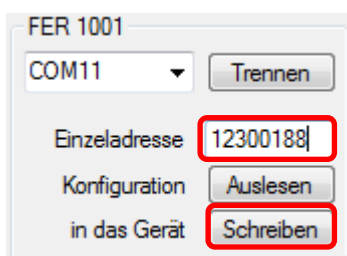 FER 1001
COM11 Trennen
Einzeladresse 12300188
Konfiguration Auslesen
in das Gerät Schreiben